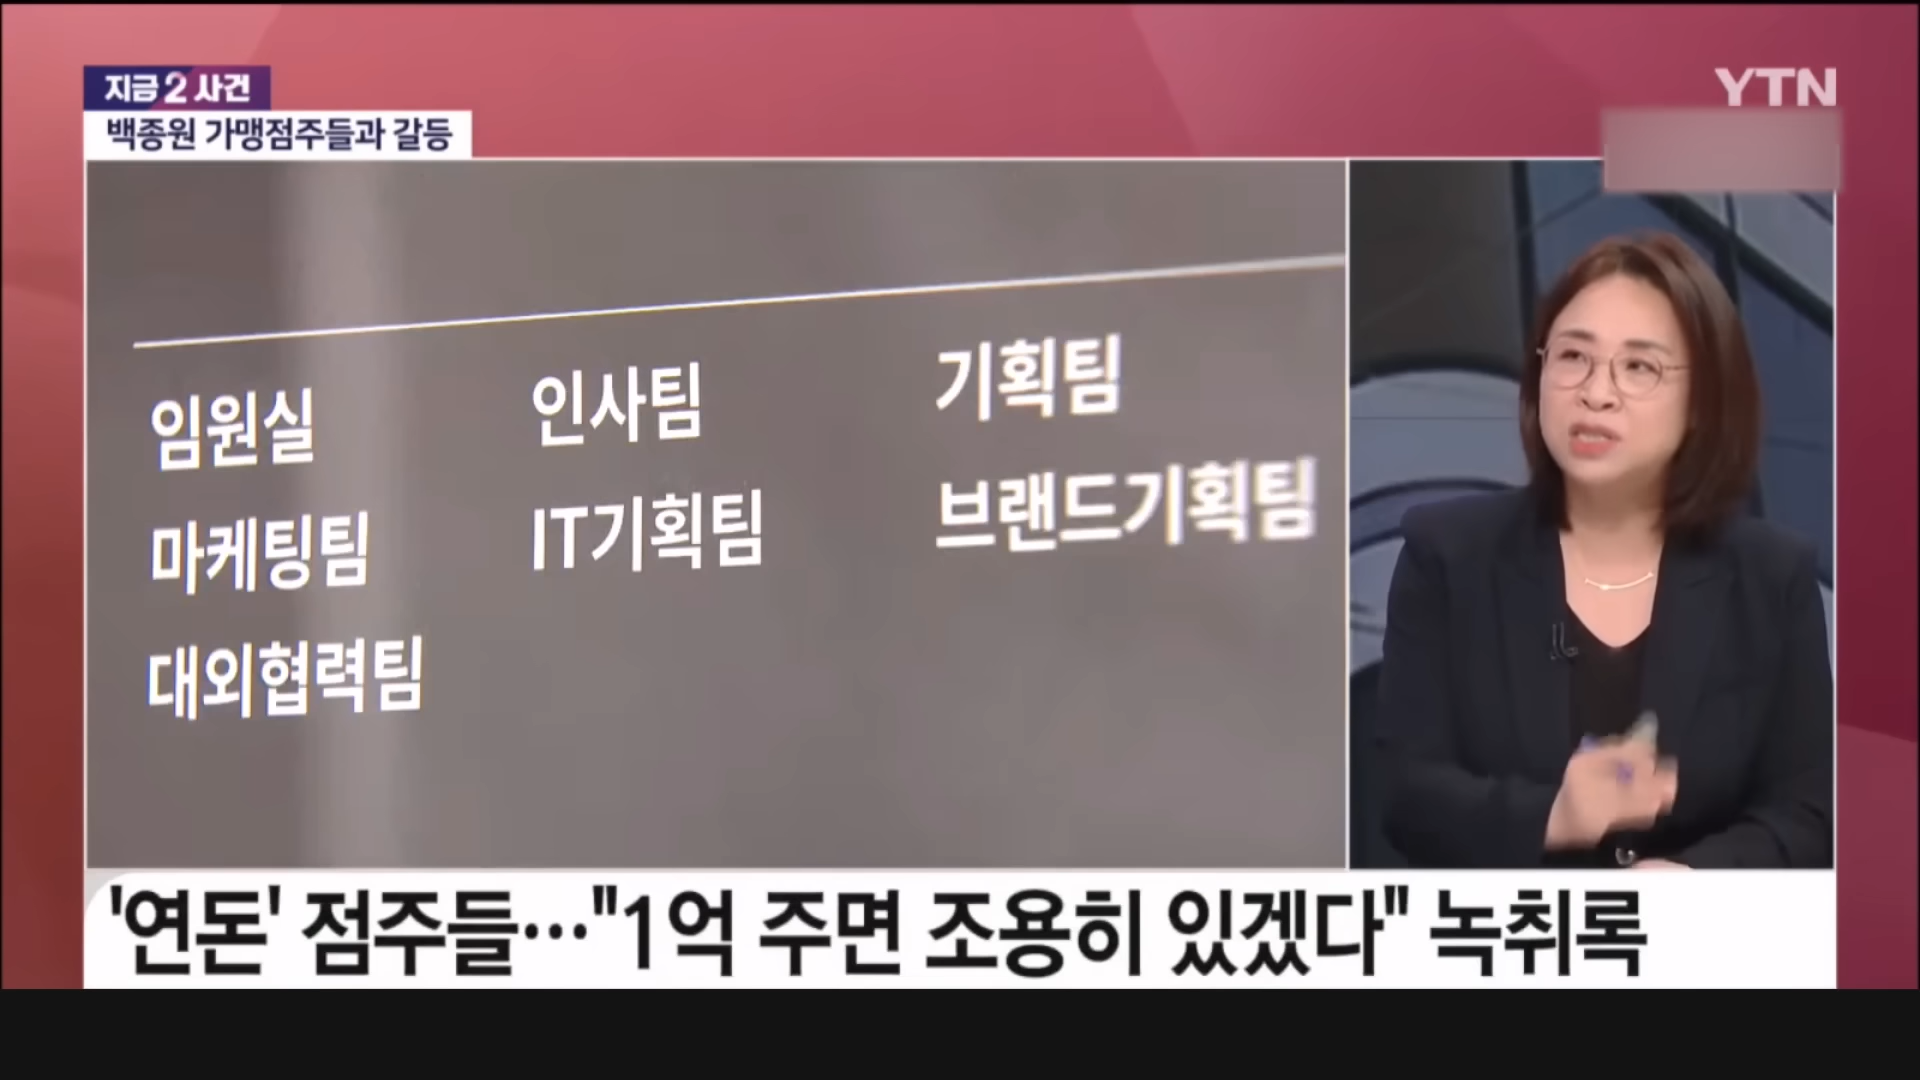 지금 2 사건
YTN
백종원 가맹점주들과 갈등
임원실 인사팀 기획팀
마케팅팀 IT기획팀 브랜드기획팀
대외협력팀
'연돈' 점주들…"1억 주면 조용히 있겠다" 녹취록